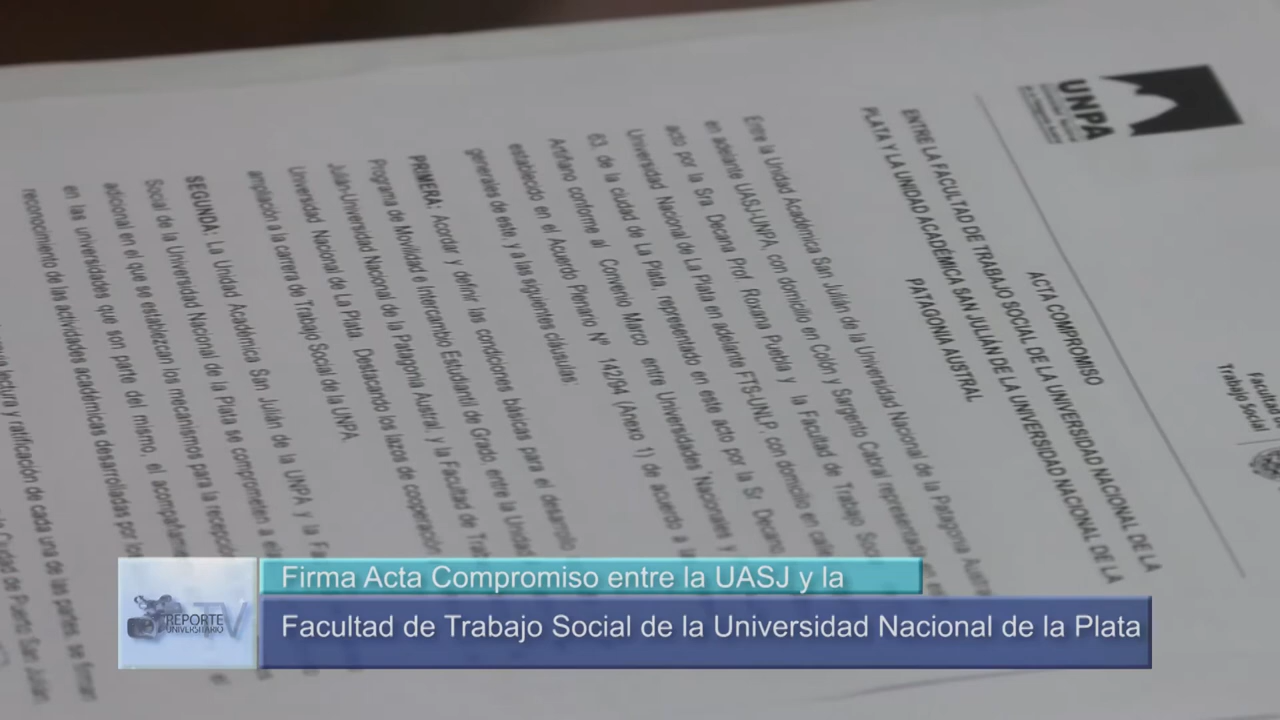 UNPA
Facultad de
Trabajo Social
ACTA COMPROMISO
ENTRE LA FACULTAD DE TRABAJO SOCIAL DE LA UNIVERSIDAD NACIONAL DE LA
PLATA Y LA UNIDAD ACADÉMICA SAN JULIÁN DE LA UNIVERSIDAD NACIONAL DE LA
PATAGONIA AUSTRAL
Entre la Unidad Académica San Julián de la Universidad Nacional de la Patagonia Austral
en adelante UASJ-UNPA, con domicilio en Colón y Sargento Cabral
acto por la Sra. Decana Prof. Roxana Puebla y la Facultad de Trabajo
Universidad Nacional de La Plata en adelante FTS-UNLP, con domicilio en calle
63, de la ciudad de La Plata, representado en este acto por la Sr. Decano
Artiñano conforme al Convenio Marco entre Universidades Nacionales y
establecido en el Acuerdo Plenario Nº 14294 (Anexo 1) de acuerdo a
generales de este, y a las siguientes cláusulas:
PRIMERA: Acordar y definir las condiciones básicas para el desarrollo
Programa de Movilidad e Intercambio Estudiantil de Grado, entre la Unidad
Julián-Universidad Nacional de la Patagonia Austral y la Facultad de
Universidad Nacional de La Plata. Destacando los lazos de cooperación
ampliación a la carrera de Trabajo Social de la UNPA.
SEGUNDA: La Unidad Académica San Julián de la UNPA y la
Social de la Universidad Nacional de la Plata se comprometen a
adicional en el que se establezcan los mecanismos para la
en las universidades que son parte del mismo, el
reconocimiento de las actividades académicas desarrolladas por
lectura y ratificación de cada una de las partes, se firman
Ciudad de Puerto San Julián
REPORTE
UNIVERSITARIO
TV
Firma Acta Compromiso entre la UASJ y la
Facultad de Trabajo Social de la Universidad Nacional de la Plata